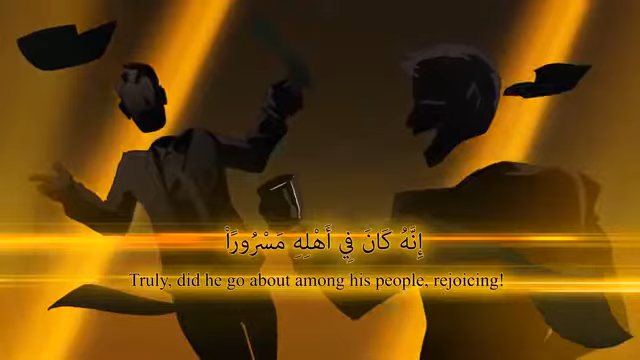 إِنَّهُ كَانَ فِي أَهْلِهِ مَسْرُورًا
Truly, did he go about among his people, rejoicing!